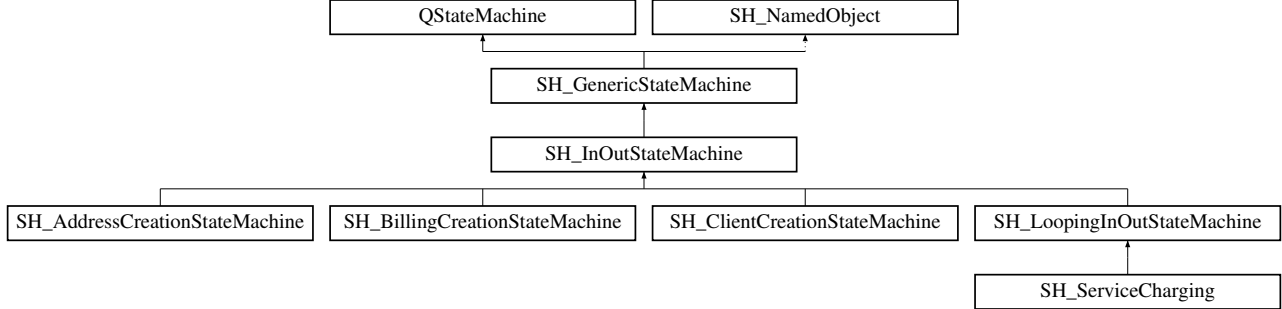 QStateMachine
SH_NamedObject
SH_GenericStateMachine
SH_InOutStateMachine
SH_AddressCreationStateMachine
SH_BillingCreationStateMachine
SH_ClientCreationStateMachine
SH_LoopingInOutStateMachine
SH_ServiceCharging